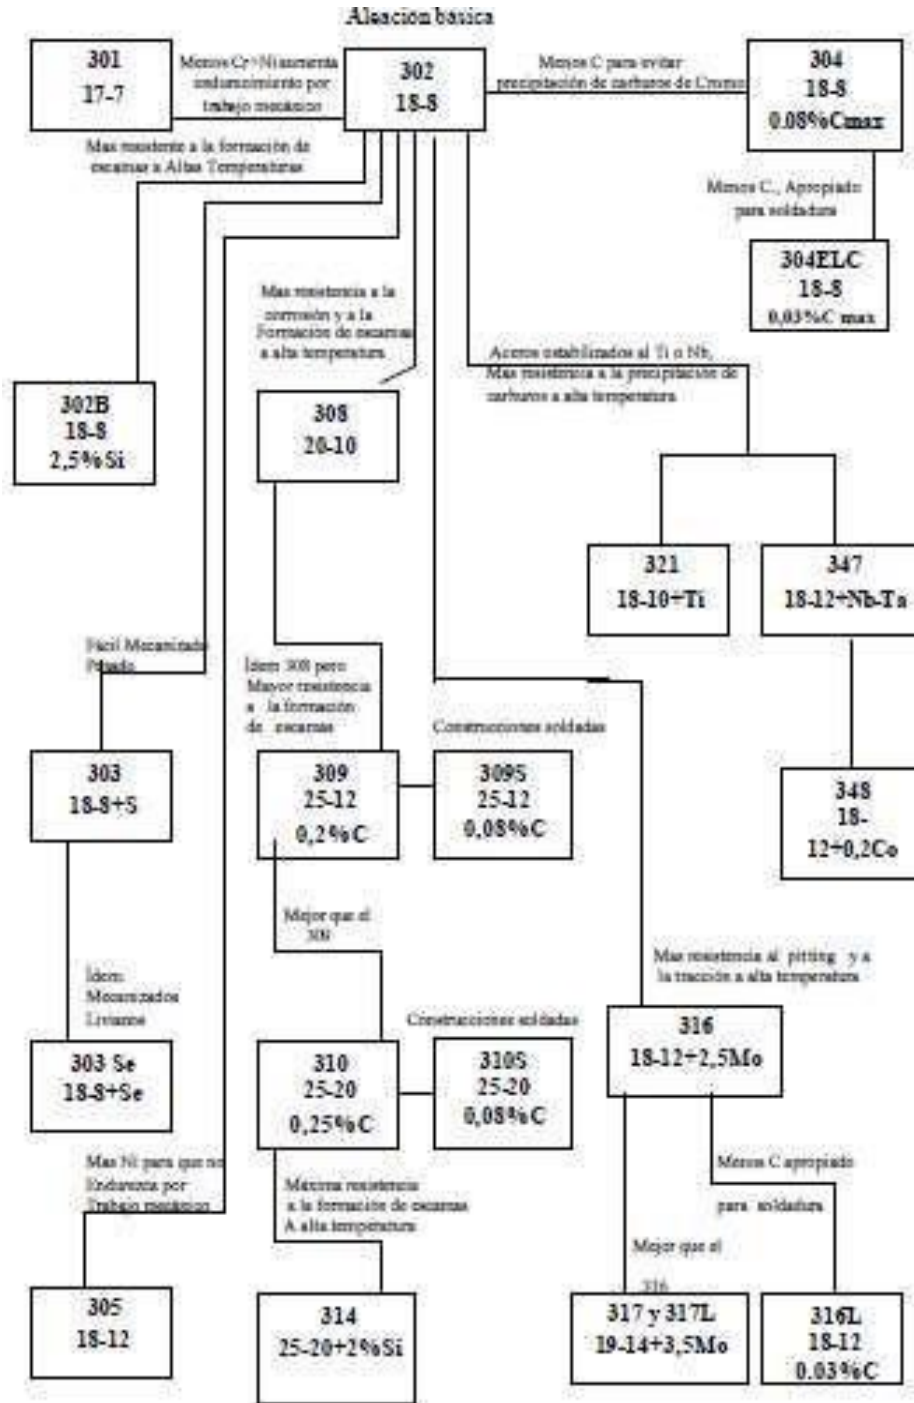 Aleación básica
301
17-7
Menos Cr+Ni aumenta
endurecimiento por
trabajo mecánico
302
18-8
Menos C para evitar
precipitación de carburos de Cromo
304
18-8
0.08%Cmax
Mas resistente a la formación de
escamas a Altas Temperaturas
Menos C., Apropiado
para soldadura
304ELC
18-8
0,03%C max
Mas resistencia a la
corrosión y a la
Formación de escamas
a alta temperatura
Aceros estabilizados al Ti o Nb,
Mas resistencia a la precipitación de
carburos a alta temperatura
302B
18-8
2,5%Si
308
20-10
321
18-10+Ti
347
18-12+Nb-Ta
Fácil Mecanizado
Pesado
Ídem 308 pero
Mayor resistencia
a la formación
de escamas
Construcciones soldadas
303
18-8+S
309
25-12
0,2%C
309S
25-12
0,08%C
348
18-
12+0,2Co
Mejor que el
309
Mas resistencia al pitting y a
la tracción a alta temperatura
Ídem
Mecanizados
Livianos
Construcciones soldadas
303 Se
18-8+Se
310
25-20
0,25%C
310S
25-20
0,08%C
316
18-12+2,5Mo
Mas Ni para que no
Endurezca por
Trabajo mecánico
Máxima resistencia
a la formación de escamas
A alta temperatura
Menos C apropiado
para soldadura
Mejor que el
316
305
18-12
314
25-20+2%Si
317 y 317L
19-14+3,5Mo
316L
18-12
0.03%C